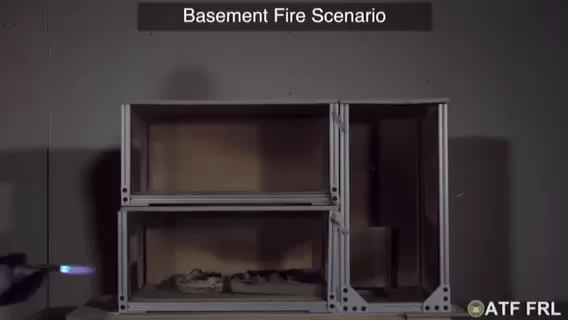 Basement Fire Scenario
ATF FRL